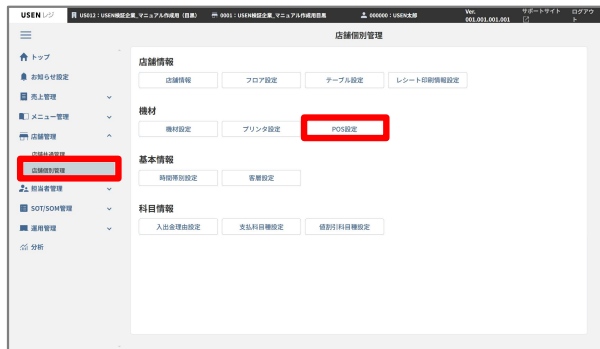 USEN レジ
US012：USEN検証企業_マニュアル作成用（目黒）
0001：USEN検証企業_マニュアル作成用目黒
000000：USEN太郎
Ver.
001.001.001.001
サポートサイト
ログアウト
店舗個別管理
トップ
お知らせ設定
売上管理
メニュー管理
店舗管理
店舗共通管理
店舗個別管理
担当者管理
SOT/SOM管理
運用管理
分析
店舗情報
店舗情報
フロア設定
テーブル設定
レシート印刷情報設定
機材
機材設定
プリンタ設定
POS設定
基本情報
時間帯別設定
客層設定
科目情報
入出金理由設定
支払科目種設定
値割引科目種設定